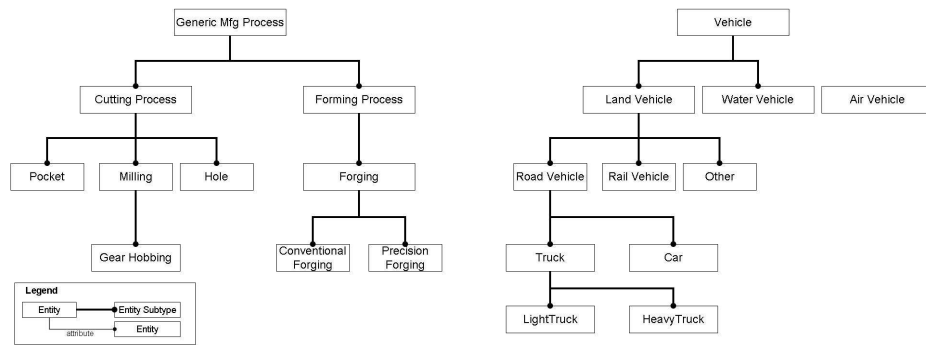 Generic Mfg Process
Vehicle
Cutting Process
Forming Process
Land Vehicle
Water Vehicle
Air Vehicle
Pocket
Milling
Hole
Forging
Road Vehicle
Rail Vehicle
Other
Gear Hobbing
Conventional
Forging
Precision
Forging
Truck
Car
LightTruck
HeavyTruck
Legend
Entity
Entity Subtype
attribute
Entity